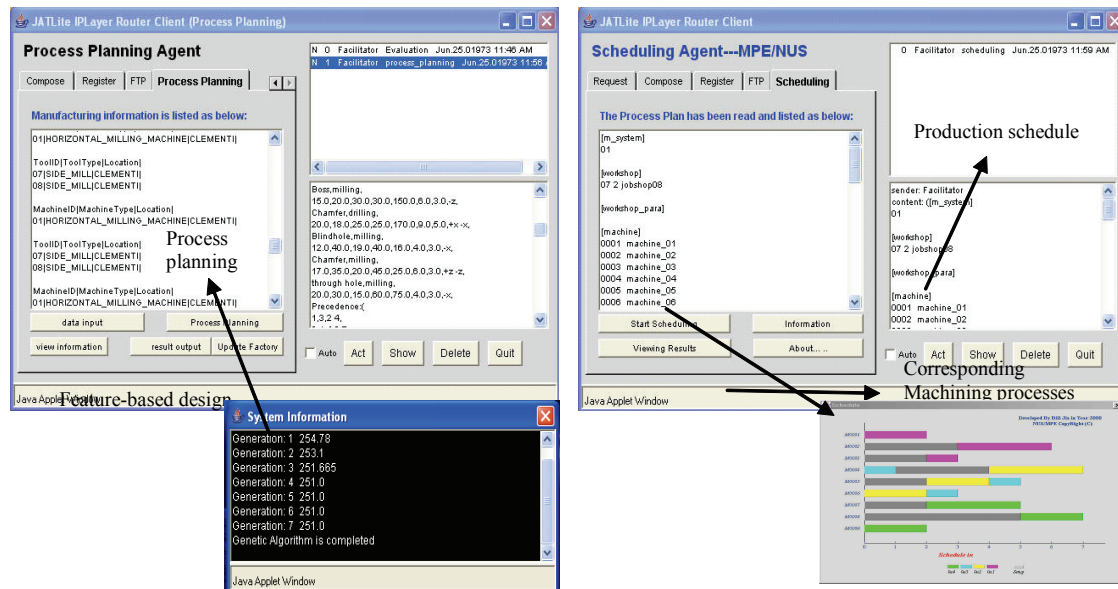 JATLite IPLayer Router Client (Process Planning)
Process Planning Agent
Compose
Register
FTP
Process Planning
Manufacturing information is listed as below:
01|HORIZONTAL_MILLING_MACHINE|CLEMENTI|
ToolID|ToolType|Location|
07|SIDE_MILL|CLEMENTI|
08|SIDE_MILL|CLEMENTI|
MachineID|MachineType|Location|
01|HORIZONTAL_MILLING_MACHINE|CLEMENTI|
ToolID|ToolType|Location|
07|SIDE_MILL|CLEMENTI|
08|SIDE_MILL|CLEMENTI|
MachineID|MachineType|Location|
01|HORIZONTAL_MILLING_MACHINE|CLEMENTI|
Process
planning
data input
Process Planning
view information
result output
Update Factory
N 0 Facilitator Evaluation Jun.25.01973 11:46 AM
N 1 Facilitator process_planning Jun.25.01973 11:56
Boss,milling,
15.0,20.0,30.0,30.0,150.0,6.0,3.0,-z,
Chamfer,drilling,
20.0,18.0,25.0,25.0,170.0,9.0,5.0,+x -x,
Blindhole,milling,
12.0,40.0,19.0,40.0,16.0,4.0,3.0,-x,
Chamfer,milling,
17.0,35.0,20.0,45.0,25.0,6.0,3.0,+z -z,
through hole,milling,
20.0,30.0,15.0,60.0,75.0,4.0,3.0,-x,
Precedence:(
1,3,2 4,
Auto
Act
Show
Delete
Quit
Java Applet Window
Feature-based design
System Information
Generation: 1 254.78
Generation: 2 253.1
Generation: 3 251.665
Generation: 4 251.0
Generation: 5 251.0
Generation: 6 251.0
Generation: 7 251.0
Genetic Algorithm is completed
Java Applet Window
JATLite IPLayer Router Client
Scheduling Agent---MPE/NUS
Request
Compose
Register
FTP
Scheduling
The Process Plan has been read and listed as below:
[m_system]
01
[workshop]
07 2 jobshop08
[workshop_para]
[machine]
0001 machine_01
0002 machine_02
0003 machine_03
0004 machine_04
0005 machine_05
0006 machine_06
Start Scheduling
Information
Viewing Results
About... ..
0 Facilitator scheduling Jun.25.01973 11:59 AM
Production schedule
sender: Facilitator
content: ([m_system]
01
[workshop]
07 2 jobshop08
[workshop_para]
[machine]
0001 machine_01
0002 machine_02
Auto
Act
Show
Delete
Quit
Corresponding
Machining processes
Java Applet Window
Schedule
Developed By DIE Jia in Year 2000
NUS/MPE CopyRight (C)
0 1 2 3 4 5 6 7
Schedule in
Setup